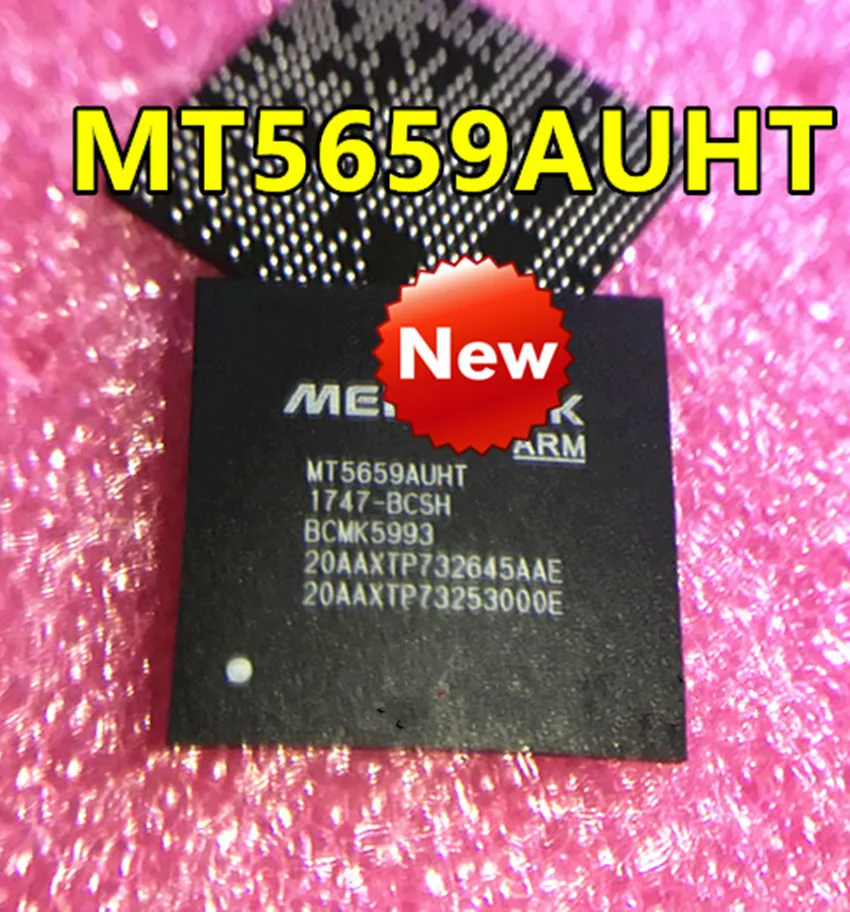 MT5659AUHT
New
ARM
MT5659AUHT
1747-BCSH
BCMK5993
20AAXTP732645AAE
20AAXTP73253000E